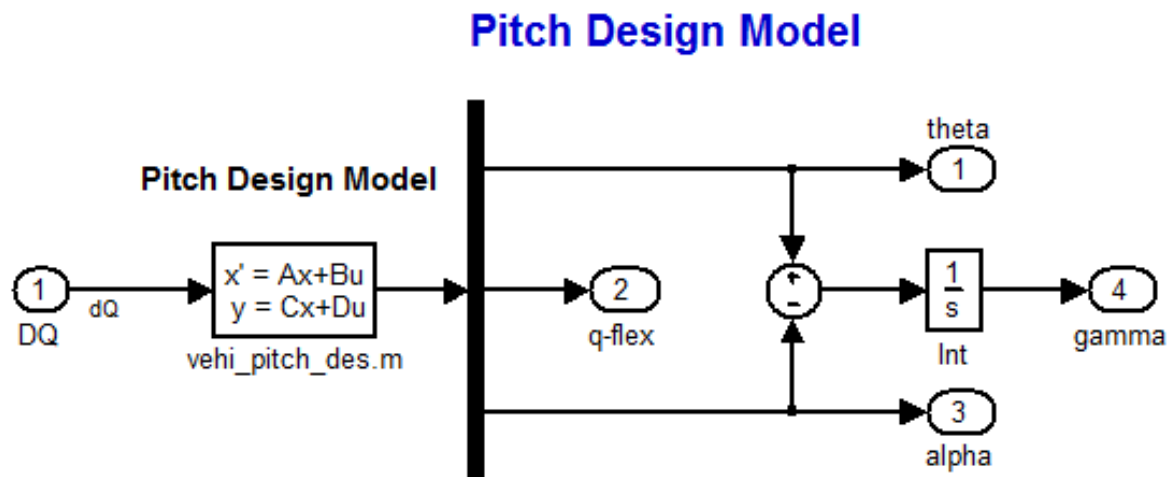 Pitch Design Model
Pitch Design Model
theta
1
1
dQ
DQ
x' = Ax+Bu
y = Cx+Du
vehi_pitch_des.m
2
q-flex
+
-
1
s
Int
4
gamma
3
alpha